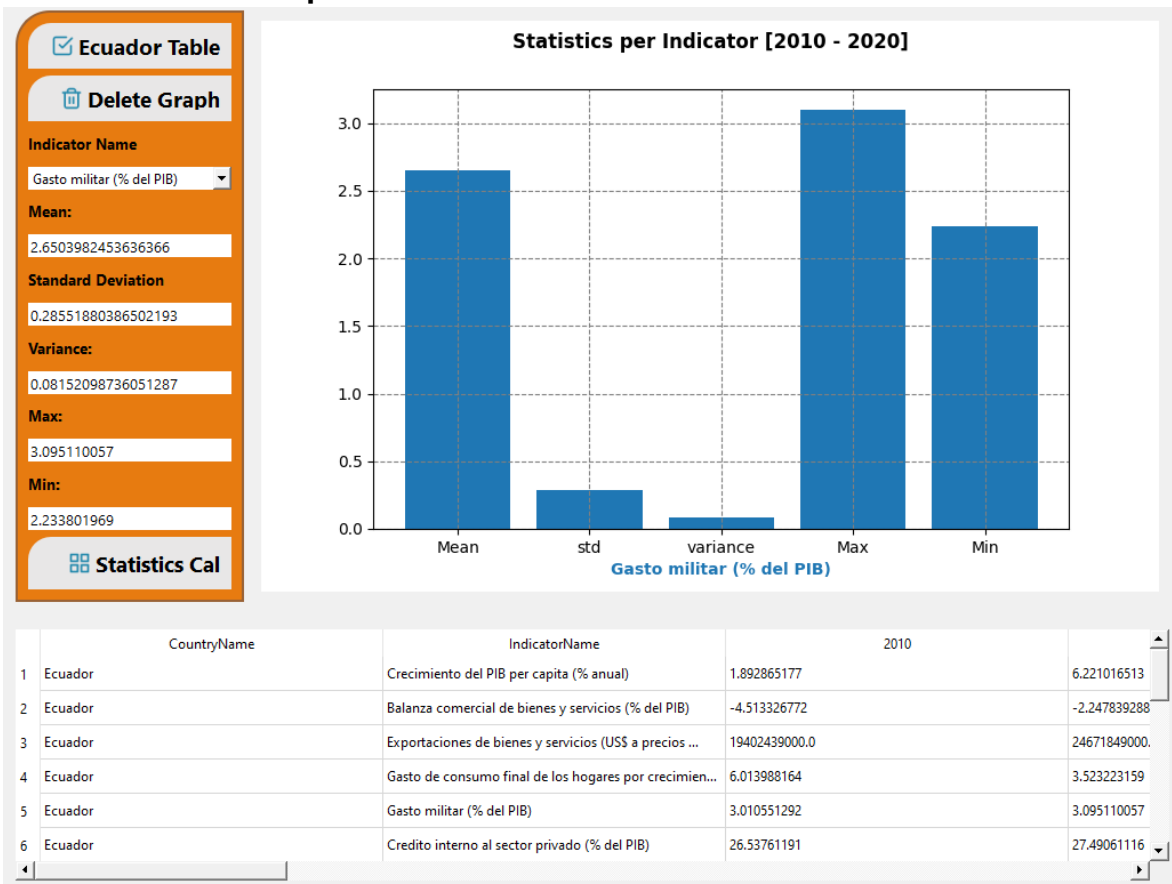 Ecuador Table
Delete Graph
Indicator Name
Gasto militar (% del PIB)
Mean:
2.6503982453636366
Standard Deviation
0.28551880386502193
Variance:
0.08152098736051287
Max:
3.095110057
Min:
2.233801969
Statistics Cal
Statistics per Indicator [2010 - 2020]
3.0
2.5
2.0
1.5
1.0
0.5
0.0
Mean std variance Max Min
Gasto militar (% del PIB)
CountryName IndicatorName 2010
1 Ecuador Crecimiento del PIB per capita (% anual) 1.892865177 6.221016513
2 Ecuador Balanza comercial de bienes y servicios (% del PIB) -4.513326772 -2.247839288
3 Ecuador Exportaciones de bienes y servicios (US$ a precios ... 19402439000.0 24671849000.
4 Ecuador Gasto de consumo final de los hogares por crecimien... 6.013988164 3.523223159
5 Ecuador Gasto militar (% del PIB) 3.010551292 3.095110057
6 Ecuador Credito interno al sector privado (% del PIB) 26.53761191 27.49061116